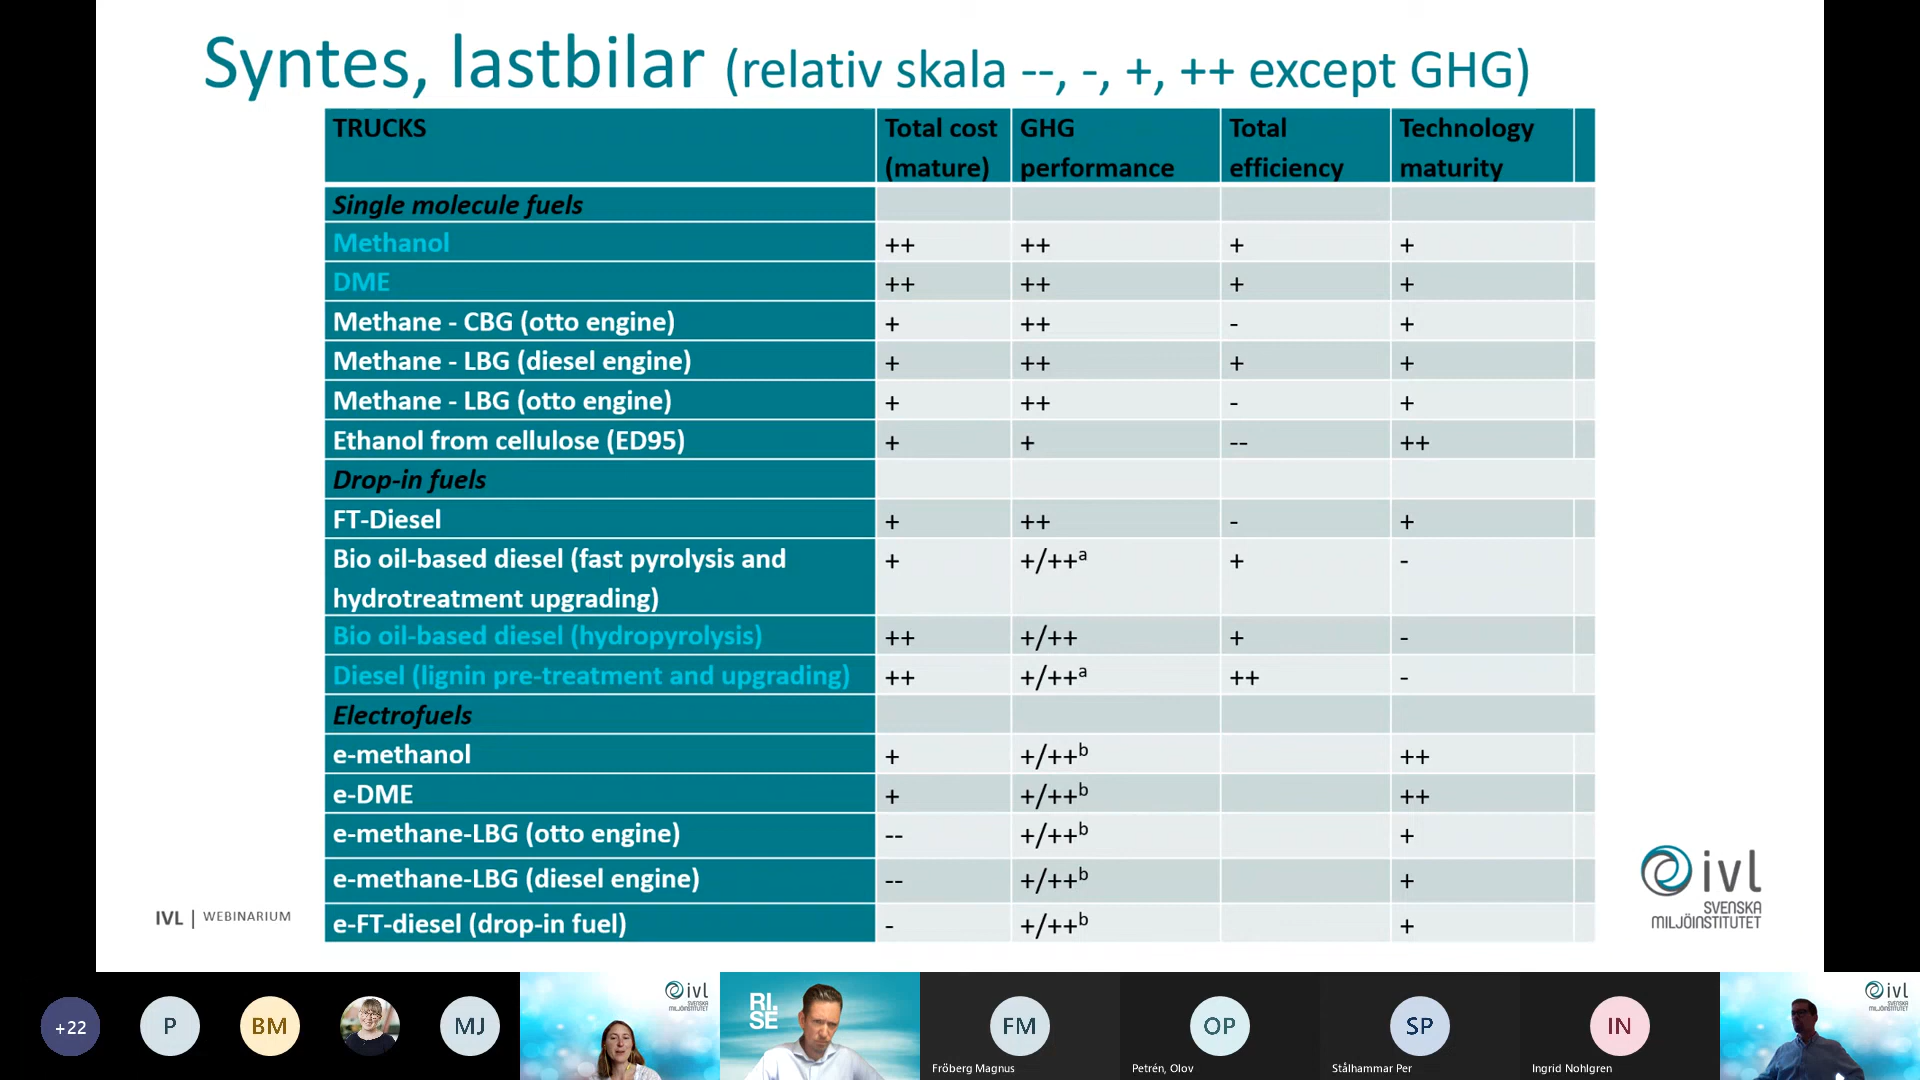 Syntes, lastbilar (relativ skala --, -, +, ++ except GHG)
TRUCKS Total cost (mature) GHG performance Total efficiency Technology maturity
Single molecule fuels
Methanol ++ ++ + +
DME ++ ++ + +
Methane - CBG (otto engine) + ++ - +
Methane - LBG (diesel engine) + ++ + +
Methane - LBG (otto engine) + ++ - +
Ethanol from cellulose (ED95) + + -- ++
Drop-in fuels
FT-Diesel + ++ - +
Bio oil-based diesel (fast pyrolysis and hydrotreatment upgrading) + +/++ᵃ + -
Bio oil-based diesel (hydropyrolysis) ++ +/++ + -
Diesel (lignin pre-treatment and upgrading) ++ +/++ᵃ ++ -
Electrofuels
e-methanol + +/++ᵇ ++
e-DME + +/++ᵇ ++
e-methane-LBG (otto engine) -- +/++ᵇ +
e-methane-LBG (diesel engine) -- +/++ᵇ +
e-FT-diesel (drop-in fuel) - +/++ᵇ +
IVL | WEBINARIUM
ivl
SVENSKA
MILJÖINSTITUTET
+22
P
BM
MJ
ivl
SVENSKA
MILJÖINSTITUTET
RI.
SE
FM
Fröberg Magnus
OP
Petrén, Olov
SP
Stålhammar Per
IN
Ingrid Nohlgren
ivl
SVENSKA
MILJÖINSTITUTET